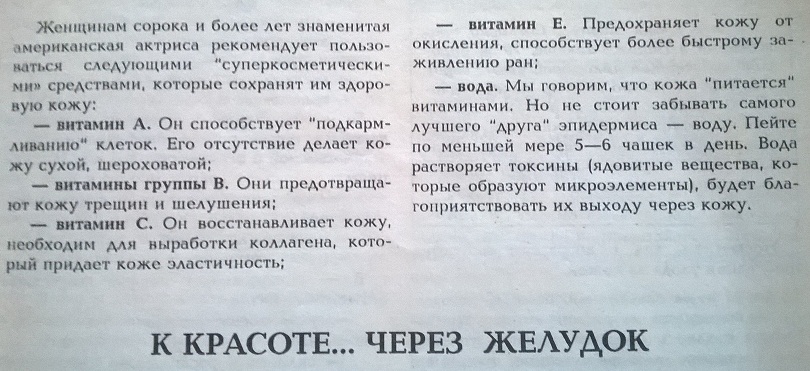 Женщинам сорока и более лет знаменитая
американская актриса рекомендует пользо-
ваться следующими "суперкосметически-
ми» средствами, которые сохранят им здоро-
вую кожу:
— витамин А. Он способствует "подкарм-
ливанию" клеток. Его отсутствие делает ко-
жу сухой, шероховатой;
— витамины группы В. Они предотвраща-
ют кожу трещин и шелушения;
— витамин С. Он восстанавливает кожу,
необходим для выработки коллагена, кото-
рый придает коже эластичность;
— витамин Е. Предохраняет кожу от
окисления, способствует более быстрому за-
живлению ран;
— вода. Мы говорим, что кожа "питается"
витаминами. Но не стоит забывать самого
лучшего "друга" эпидермиса — воду. Пейте
по меньшей мере 5—6 чашек в день. Вода
растворяет токсины (ядовитые вещества, ко-
торые образуют микроэлементы), будет бла-
гоприятствовать их выходу через кожу.
К КРАСОТЕ... ЧЕРЕЗ ЖЕЛУДОК